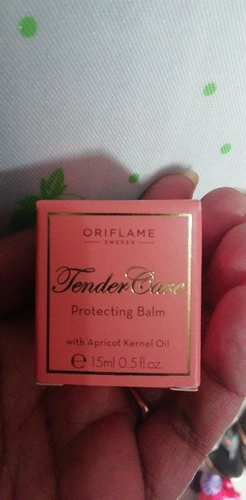 ORIFLAME
SWEDEN
Tender Care
Protecting Balm
with Apricot Kernel Oil
℮ 15ml 0.5 fl.oz.